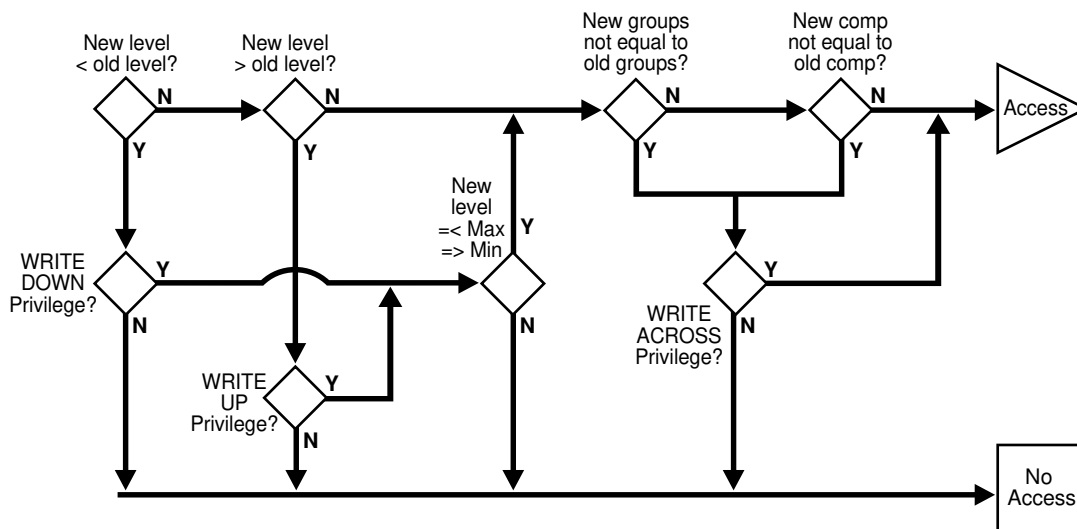 New level
< old level?
New level
> old level?
New groups
not equal to
old groups?
New comp
not equal to
old comp?
N
N
N
N
Access
Y
Y
Y
Y
New
level
=< Max
=> Min
Y
WRITE
DOWN
Privilege?
Y
N
N
Y
N
WRITE
ACROSS
Privilege?
WRITE
UP
Privilege?
Y
N
No
Access